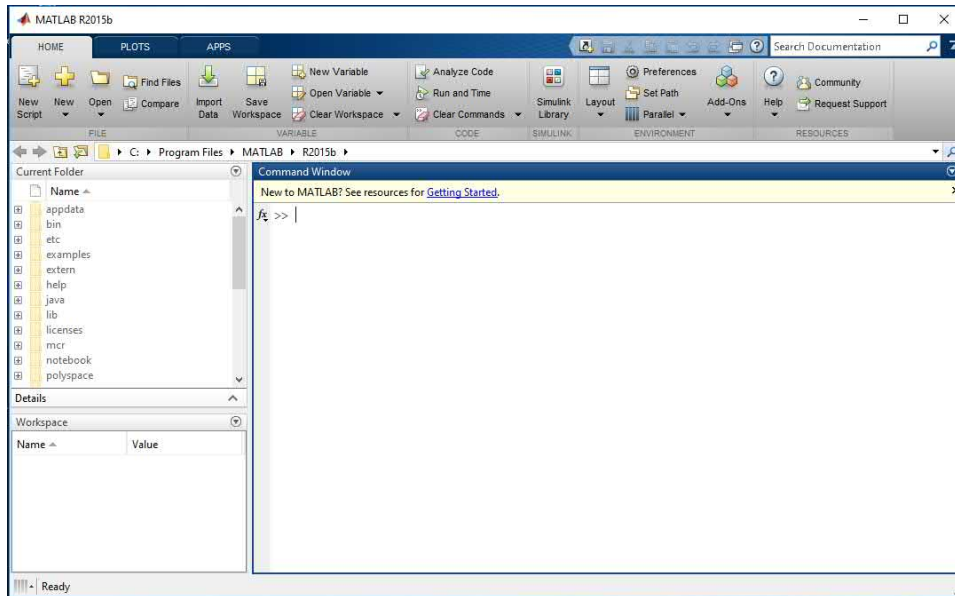 MATLAB R2015b
HOME PLOTS APPS
Search Documentation
New Script
New
Open
Find Files
Compare
Import Data
Save Workspace
New Variable
Open Variable
Clear Workspace
Analyze Code
Run and Time
Clear Commands
Simulink Library
Layout
Preferences
Set Path
Parallel
Add-Ons
Help
Community
Request Support
FILE VARIABLE CODE SIMULINK ENVIRONMENT RESOURCES
C: Program Files MATLAB R2015b
Current Folder
Name
appdata
bin
etc
examples
extern
help
java
lib
licenses
mcr
notebook
polyspace
Details
Workspace
Name Value
Command Window
New to MATLAB? See resources for Getting Started.
fx >>
Ready